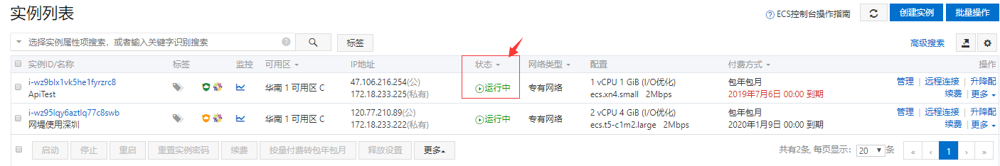 实例列表
ECS控制台操作指南
创建实例
批量操作
选择实例属性项搜索，或者输入关键字识别搜索
标签
高级搜索
实例ID/名称 标签 监控 可用区 IP地址 状态 网络类型 配置 付费方式 操作
i-wz9blx1vk5he1fyrzrc8
ApiTest
华南 1 可用区 C
47.106.216.254(公)
172.18.233.225(私有)
运行中
专有网络
1 vCPU 1 GiB (I/O优化)
ecs.xn4.small 2Mbps
包年包月
2019年7月6日 00:00 到期
管理 | 远程连接 | 升降配
续费 | 更多
i-wz95lqy6aztlq77c8swb
网堤使用深圳
华南 1 可用区 C
120.77.210.89(公)
172.18.233.222(私有)
运行中
专有网络
2 vCPU 4 GiB (I/O优化)
ecs.t5-c1m2.large 2Mbps
包年包月
2020年1月9日 00:00 到期
管理 | 远程连接 | 升降配
续费 | 更多
启动 停止 重启 重置实例密码 续费 按量付费转包年包月 释放设置 更多
共有2条, 每页显示: 20 条 « ‹ 1 › »